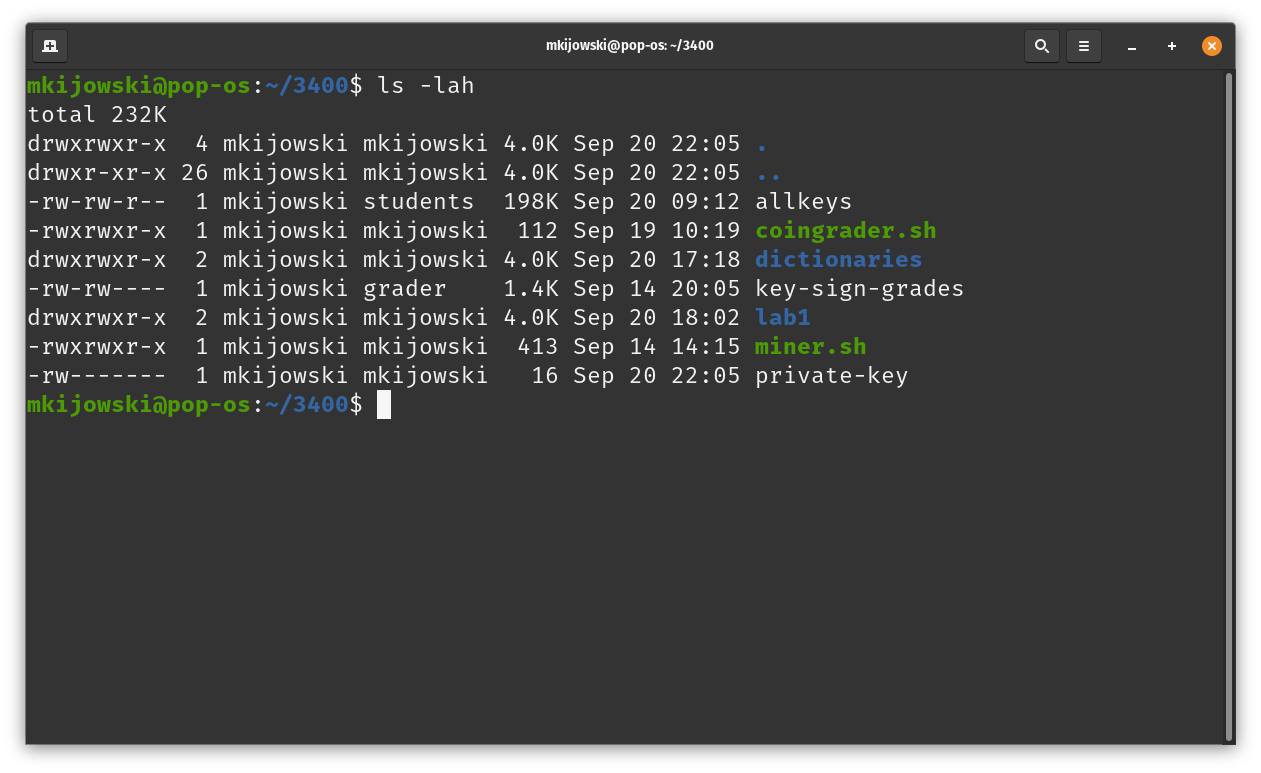 mkijowski@pop-os: ~/3400
mkijowski@pop-os:~/3400$ ls -lah
total 232K
drwxrwxr-x  4 mkijowski mkijowski 4.0K Sep 20 22:05 .
drwxr-xr-x 26 mkijowski mkijowski 4.0K Sep 20 22:05 ..
-rw-rw-r--  1 mkijowski students  198K Sep 20 09:12 allkeys
-rwxrwxr-x  1 mkijowski mkijowski  112 Sep 19 10:19 coingrader.sh
drwxrwxr-x  2 mkijowski mkijowski 4.0K Sep 20 17:18 dictionaries
-rw-rw----  1 mkijowski grader    1.4K Sep 14 20:05 key-sign-grades
drwxrwxr-x  2 mkijowski mkijowski 4.0K Sep 20 18:02 lab1
-rwxrwxr-x  1 mkijowski mkijowski  413 Sep 14 14:15 miner.sh
-rw-------  1 mkijowski mkijowski   16 Sep 20 22:05 private-key
mkijowski@pop-os:~/3400$